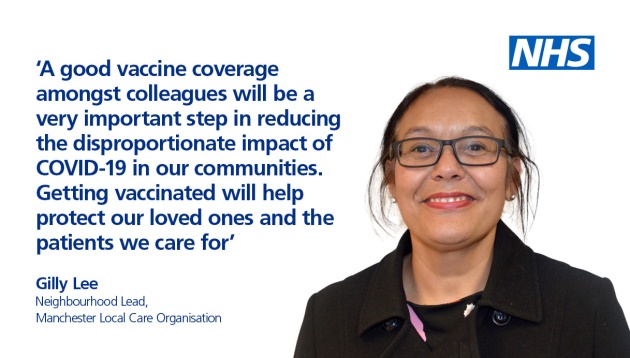 NHS
‘A good vaccine coverage
amongst colleagues will be a
very important step in reducing
the disproportionate impact of
COVID-19 in our communities.
Getting vaccinated will help
protect our loved ones and the
patients we care for’
Gilly Lee
Neighbourhood Lead,
Manchester Local Care Organisation